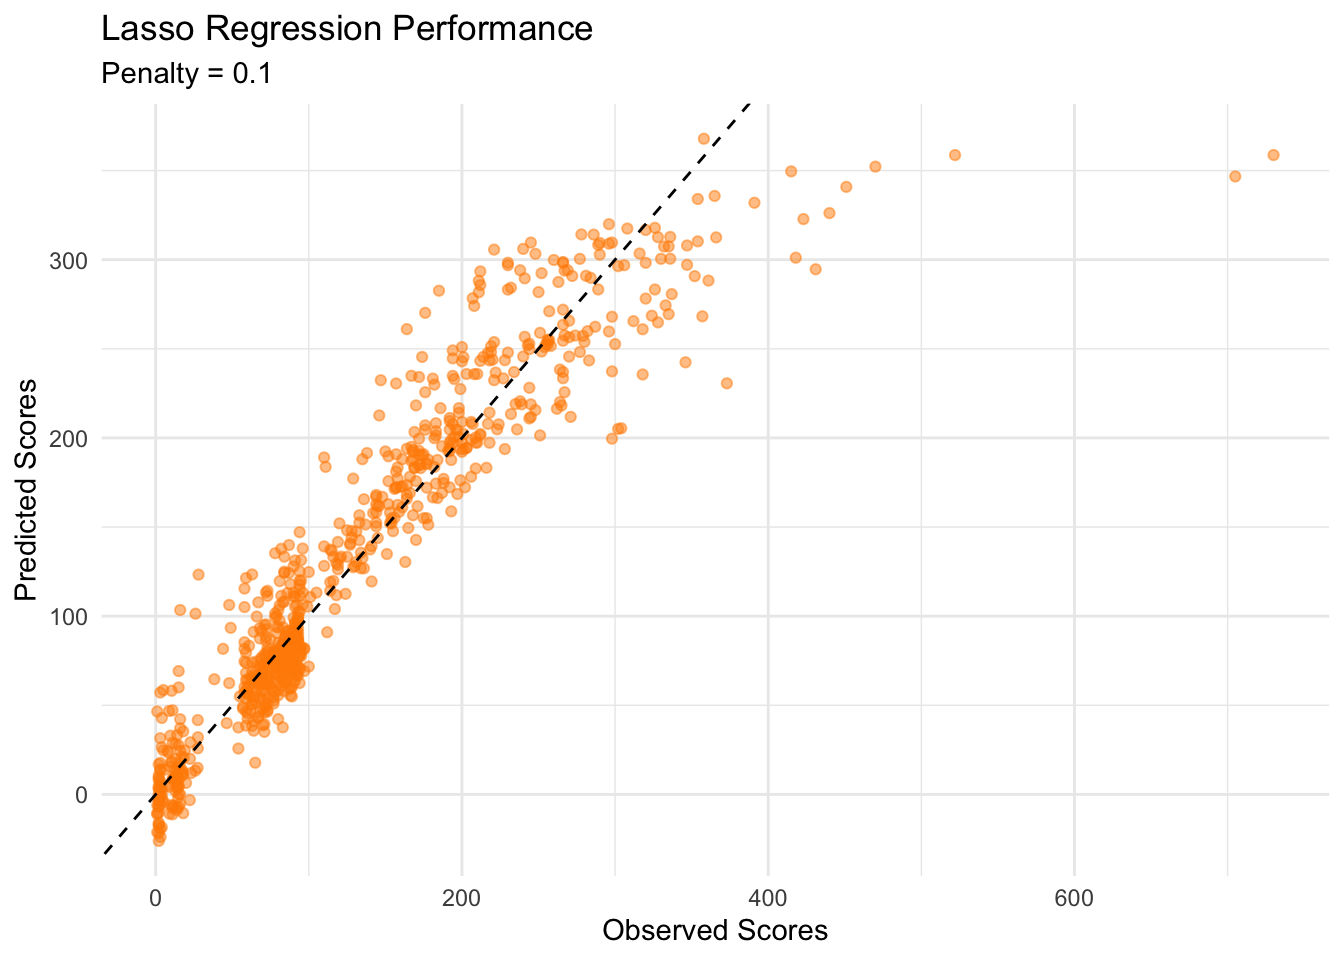 Lasso Regression Performance
Penalty = 0.1
Predicted Scores
300
200
100
0
0 200 400 600
Observed Scores